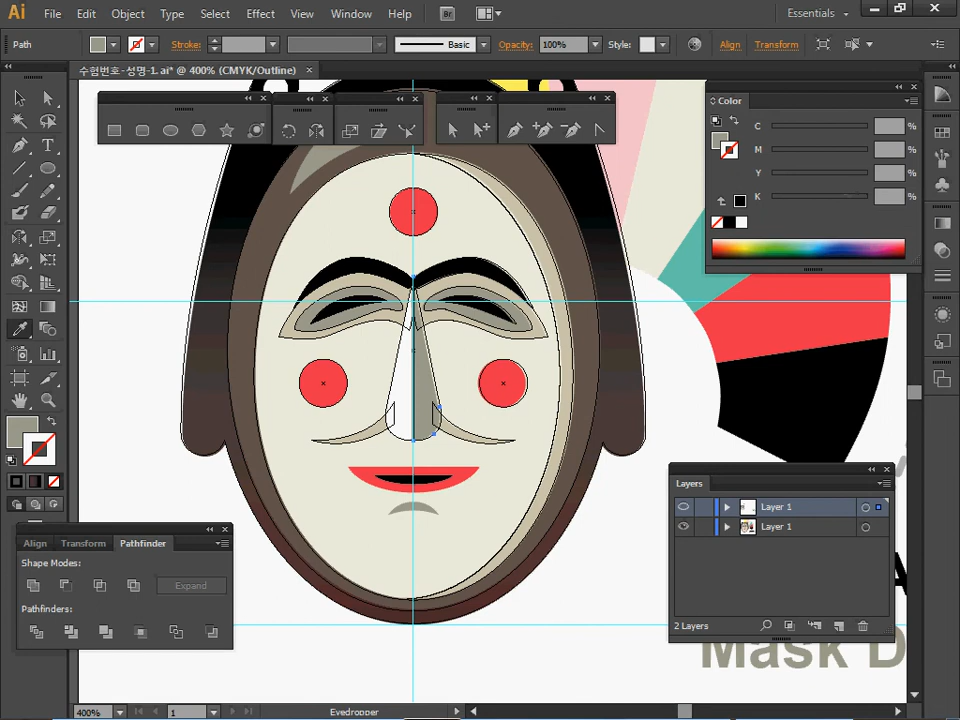 Ai File Edit Object Type Select Effect View Window Help Br Essentials
Path Stroke: Basic Opacity: 100% Style: Align Transform
수험번호-성명-1.ai* @ 400% (CMYK/Outline) ×
Color
C %
M %
Y %
K %
Layers
Layer 1
Layer 1
2 Layers
Align Transform Pathfinder
Shape Modes:
Expand
Pathfinders:
Mask D
400% 1 Eyedropper